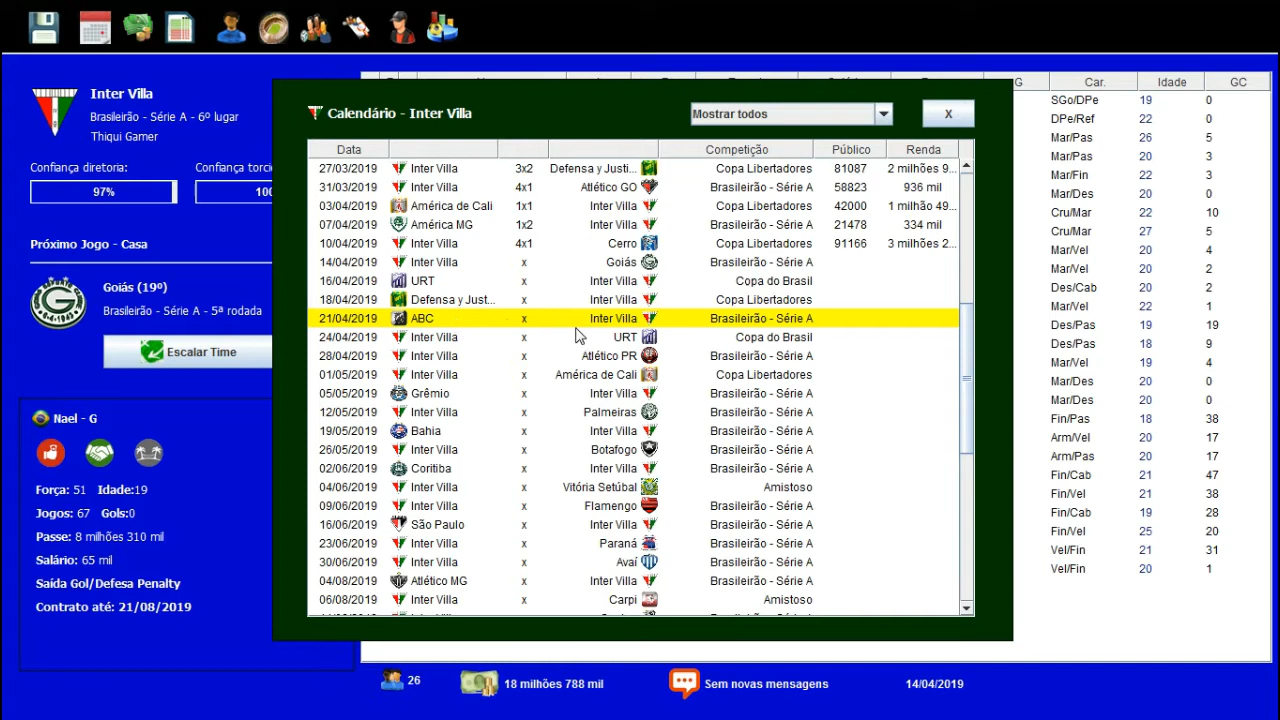 Inter Villa
Brasileirão - Série A - 6º lugar
Thiqui Gamer
Confiança diretoria:
Confiança torcic
97%
100
Próximo Jogo - Casa
Goiás (19º)
Brasileirão - Série A - 5ª rodada
Escalar Time
Nael - G
Força: 51 Idade:19
Jogos: 67 Gols:0
Passe: 8 milhões 310 mil
Salário: 65 mil
Saída Gol/Defesa Penalty
Contrato até: 21/08/2019
Calendário - Inter Villa
Mostrar todos
X
Data Competição Público Renda
27/03/2019 Inter Villa 3x2 Defensa y Justi... Copa Libertadores 81087 2 milhões 9...
31/03/2019 Inter Villa 4x1 Atlético GO Brasileirão - Série A 58823 936 mil
03/04/2019 América de Cali 1x1 Inter Villa Copa Libertadores 42000 1 milhão 49...
07/04/2019 América MG 1x2 Inter Villa Brasileirão - Série A 21478 334 mil
10/04/2019 Inter Villa 4x1 Cerro Copa Libertadores 91166 3 milhões 2...
14/04/2019 Inter Villa x Goiás Brasileirão - Série A
16/04/2019 URT x Inter Villa Copa do Brasil
18/04/2019 Defensa y Just... x Inter Villa Copa Libertadores
21/04/2019 ABC x Inter Villa Brasileirão - Série A
24/04/2019 Inter Villa x URT Copa do Brasil
28/04/2019 Inter Villa x Atlético PR Brasileirão - Série A
01/05/2019 Inter Villa x América de Cali Copa Libertadores
05/05/2019 Grêmio x Inter Villa Brasileirão - Série A
12/05/2019 Inter Villa x Palmeiras Brasileirão - Série A
19/05/2019 Bahia x Inter Villa Brasileirão - Série A
26/05/2019 Inter Villa x Botafogo Brasileirão - Série A
02/06/2019 Coritiba x Inter Villa Brasileirão - Série A
04/06/2019 Inter Villa x Vitória Setúbal Amistoso
09/06/2019 Inter Villa x Flamengo Brasileirão - Série A
16/06/2019 São Paulo x Inter Villa Brasileirão - Série A
23/06/2019 Inter Villa x Paraná Brasileirão - Série A
30/06/2019 Inter Villa x Avaí Brasileirão - Série A
04/08/2019 Atlético MG x Inter Villa Brasileirão - Série A
06/08/2019 Inter Villa x Carpi Amistoso
G Car. Idade GC
SGo/DPe 19 0
DPe/Ref 22 0
Mar/Pas 26 5
Mar/Pas 20 3
Mar/Fin 22 3
Mar/Des 20 0
Cru/Mar 22 10
Cru/Mar 27 5
Mar/Vel 20 4
Mar/Vel 20 2
Des/Cab 20 2
Mar/Vel 22 1
Des/Pas 19 19
Des/Pas 18 9
Mar/Vel 20 4
Mar/Des 20 0
Mar/Des 20 0
Fin/Pas 18 38
Arm/Vel 20 17
Arm/Pas 20 17
Fin/Cab 21 47
Fin/Vel 21 38
Fin/Cab 19 28
Fin/Vel 25 20
Vel/Fin 21 31
Vel/Fin 20 1
26
18 milhões 788 mil
Sem novas mensagens
14/04/2019